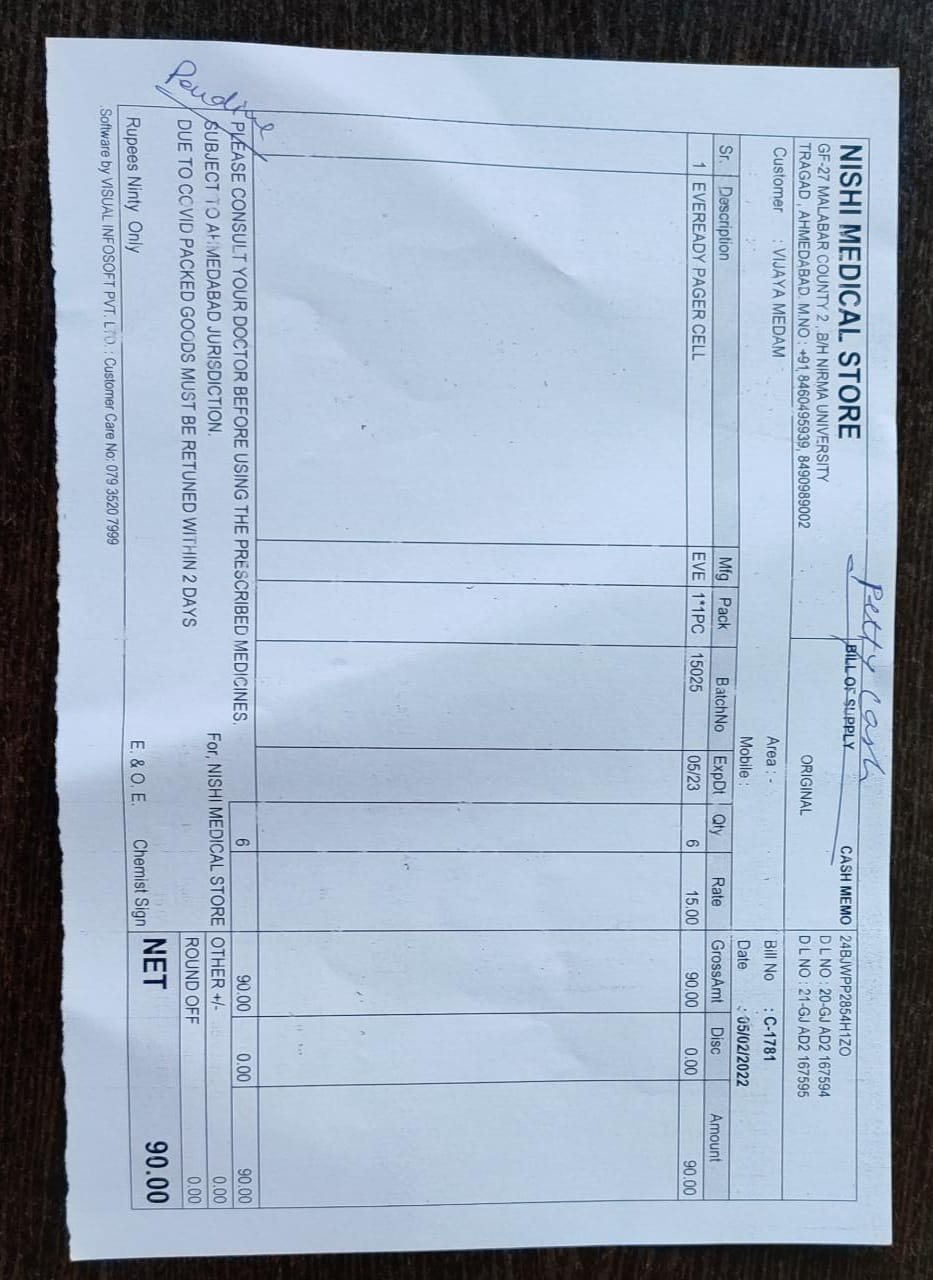 Petty Cash
BILL OF SUPPLY
CASH MEMO
NISHI MEDICAL STORE
GF-27 MALABAR COUNTY 2 , B/H NIRMA UNIVERSITY
TRAGAD , AHMEDABAD. M.NO : +91 8460495939, 8490989002
ORIGINAL
24BJWPP2854H1ZO
D L NO : 20-GJ AD2 167594
D L NO : 21-GJ AD2 167595
Customer : VIJAYA MEDAM
Area : -
Mobile :
Bill No : C-1781
Date : 05/02/2022
Sr. Description Mfg Pack BatchNo ExpDt Qty Rate GrossAmt Disc Amount
1 EVEREADY PAGER CELL EVE 1*1PC 15025 05/23 6 15.00 90.00 0.00 90.00
6 90.00 0.00 90.00
PLEASE CONSULT YOUR DOCTOR BEFORE USING THE PRESCRIBED MEDICINES.
SUBJECT TO AHMEDABAD JURISDICTION.
DUE TO COVID PACKED GOODS MUST BE RETUNED WITHIN 2 DAYS
For, NISHI MEDICAL STORE
OTHER +/- 0.00
ROUND OFF 0.00
Rupees Ninty Only
E. & O. E. Chemist Sign
NET 90.00
.Software by VISUAL INFOSOFT PVT. LTD. : Customer Care No: 079 3520 7999